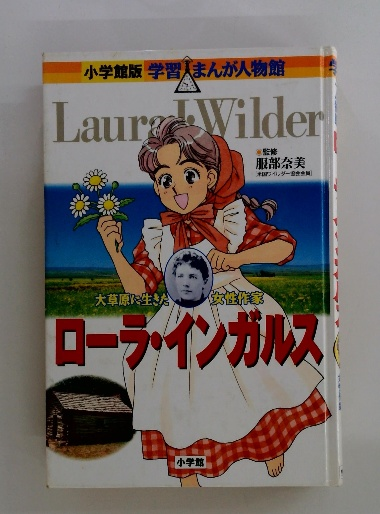 小学館版 学習まんが人物館
Laura I・Wilder
監修
服部奈美
大草原に生きた 女性作家
ローラ・インガルス
小学館